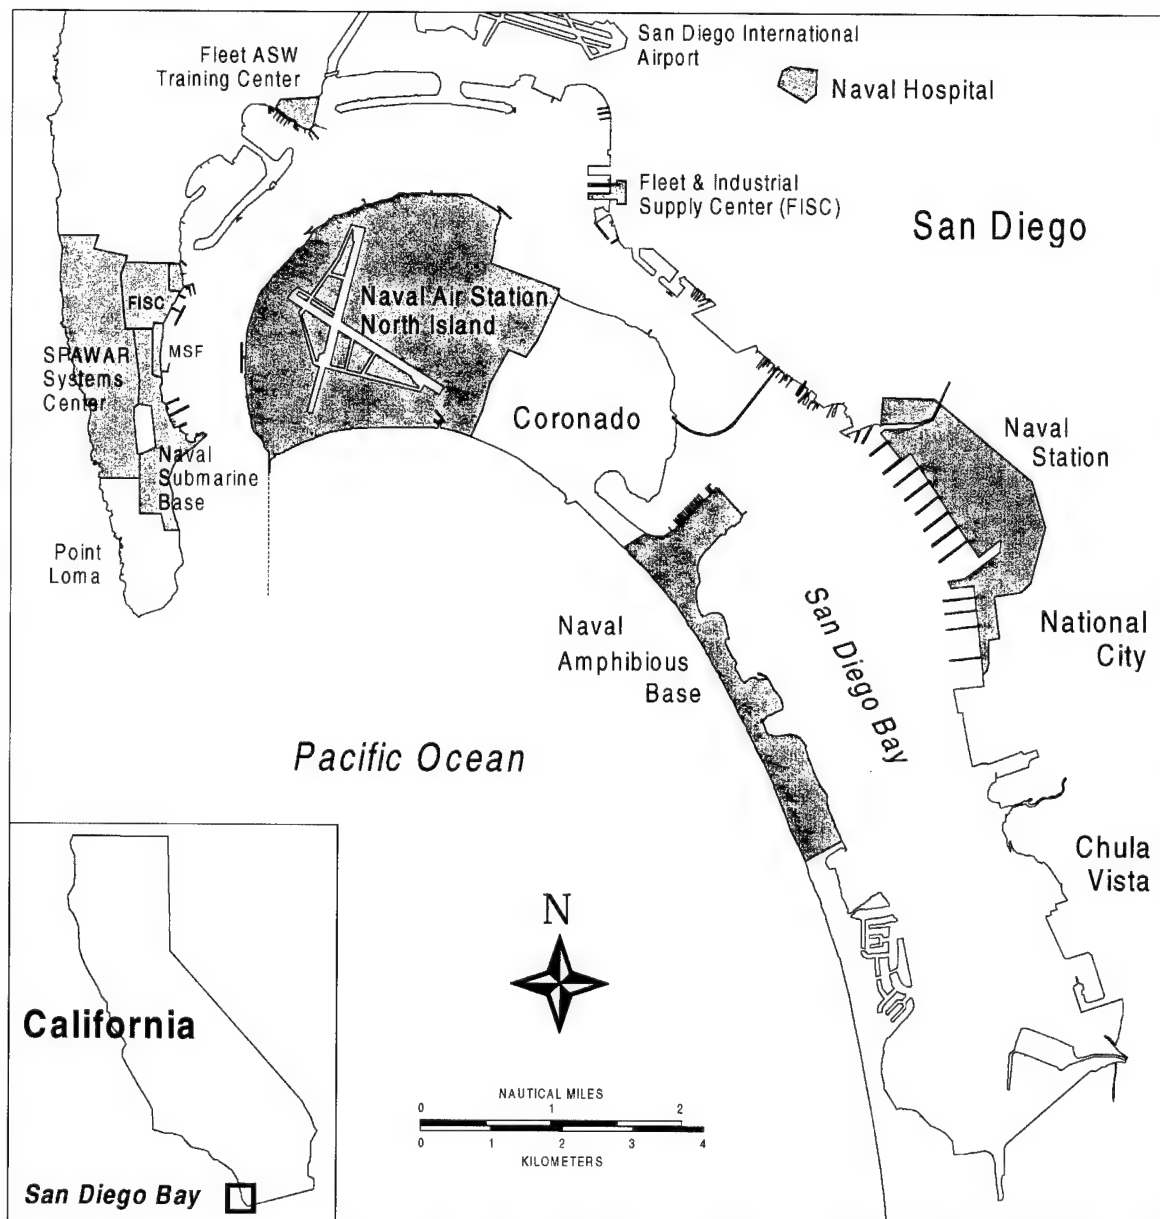 San Diego International
Airport
Fleet ASW
Training Center
Naval Hospital
Fleet & Industrial
Supply Center (FISC)
San Diego
FISC
Naval Air Station
North Island
MSF
SPAWAR
Systems
Center
Coronado
Naval
Station
Naval
Submarine
Base
Point
Loma
San Diego Bay
Naval
Amphibious
Base
National
City
Pacific Ocean
Chula
Vista
N
California
NAUTICAL MILES
0 1 2
0 1 2 3 4
KILOMETERS
San Diego Bay